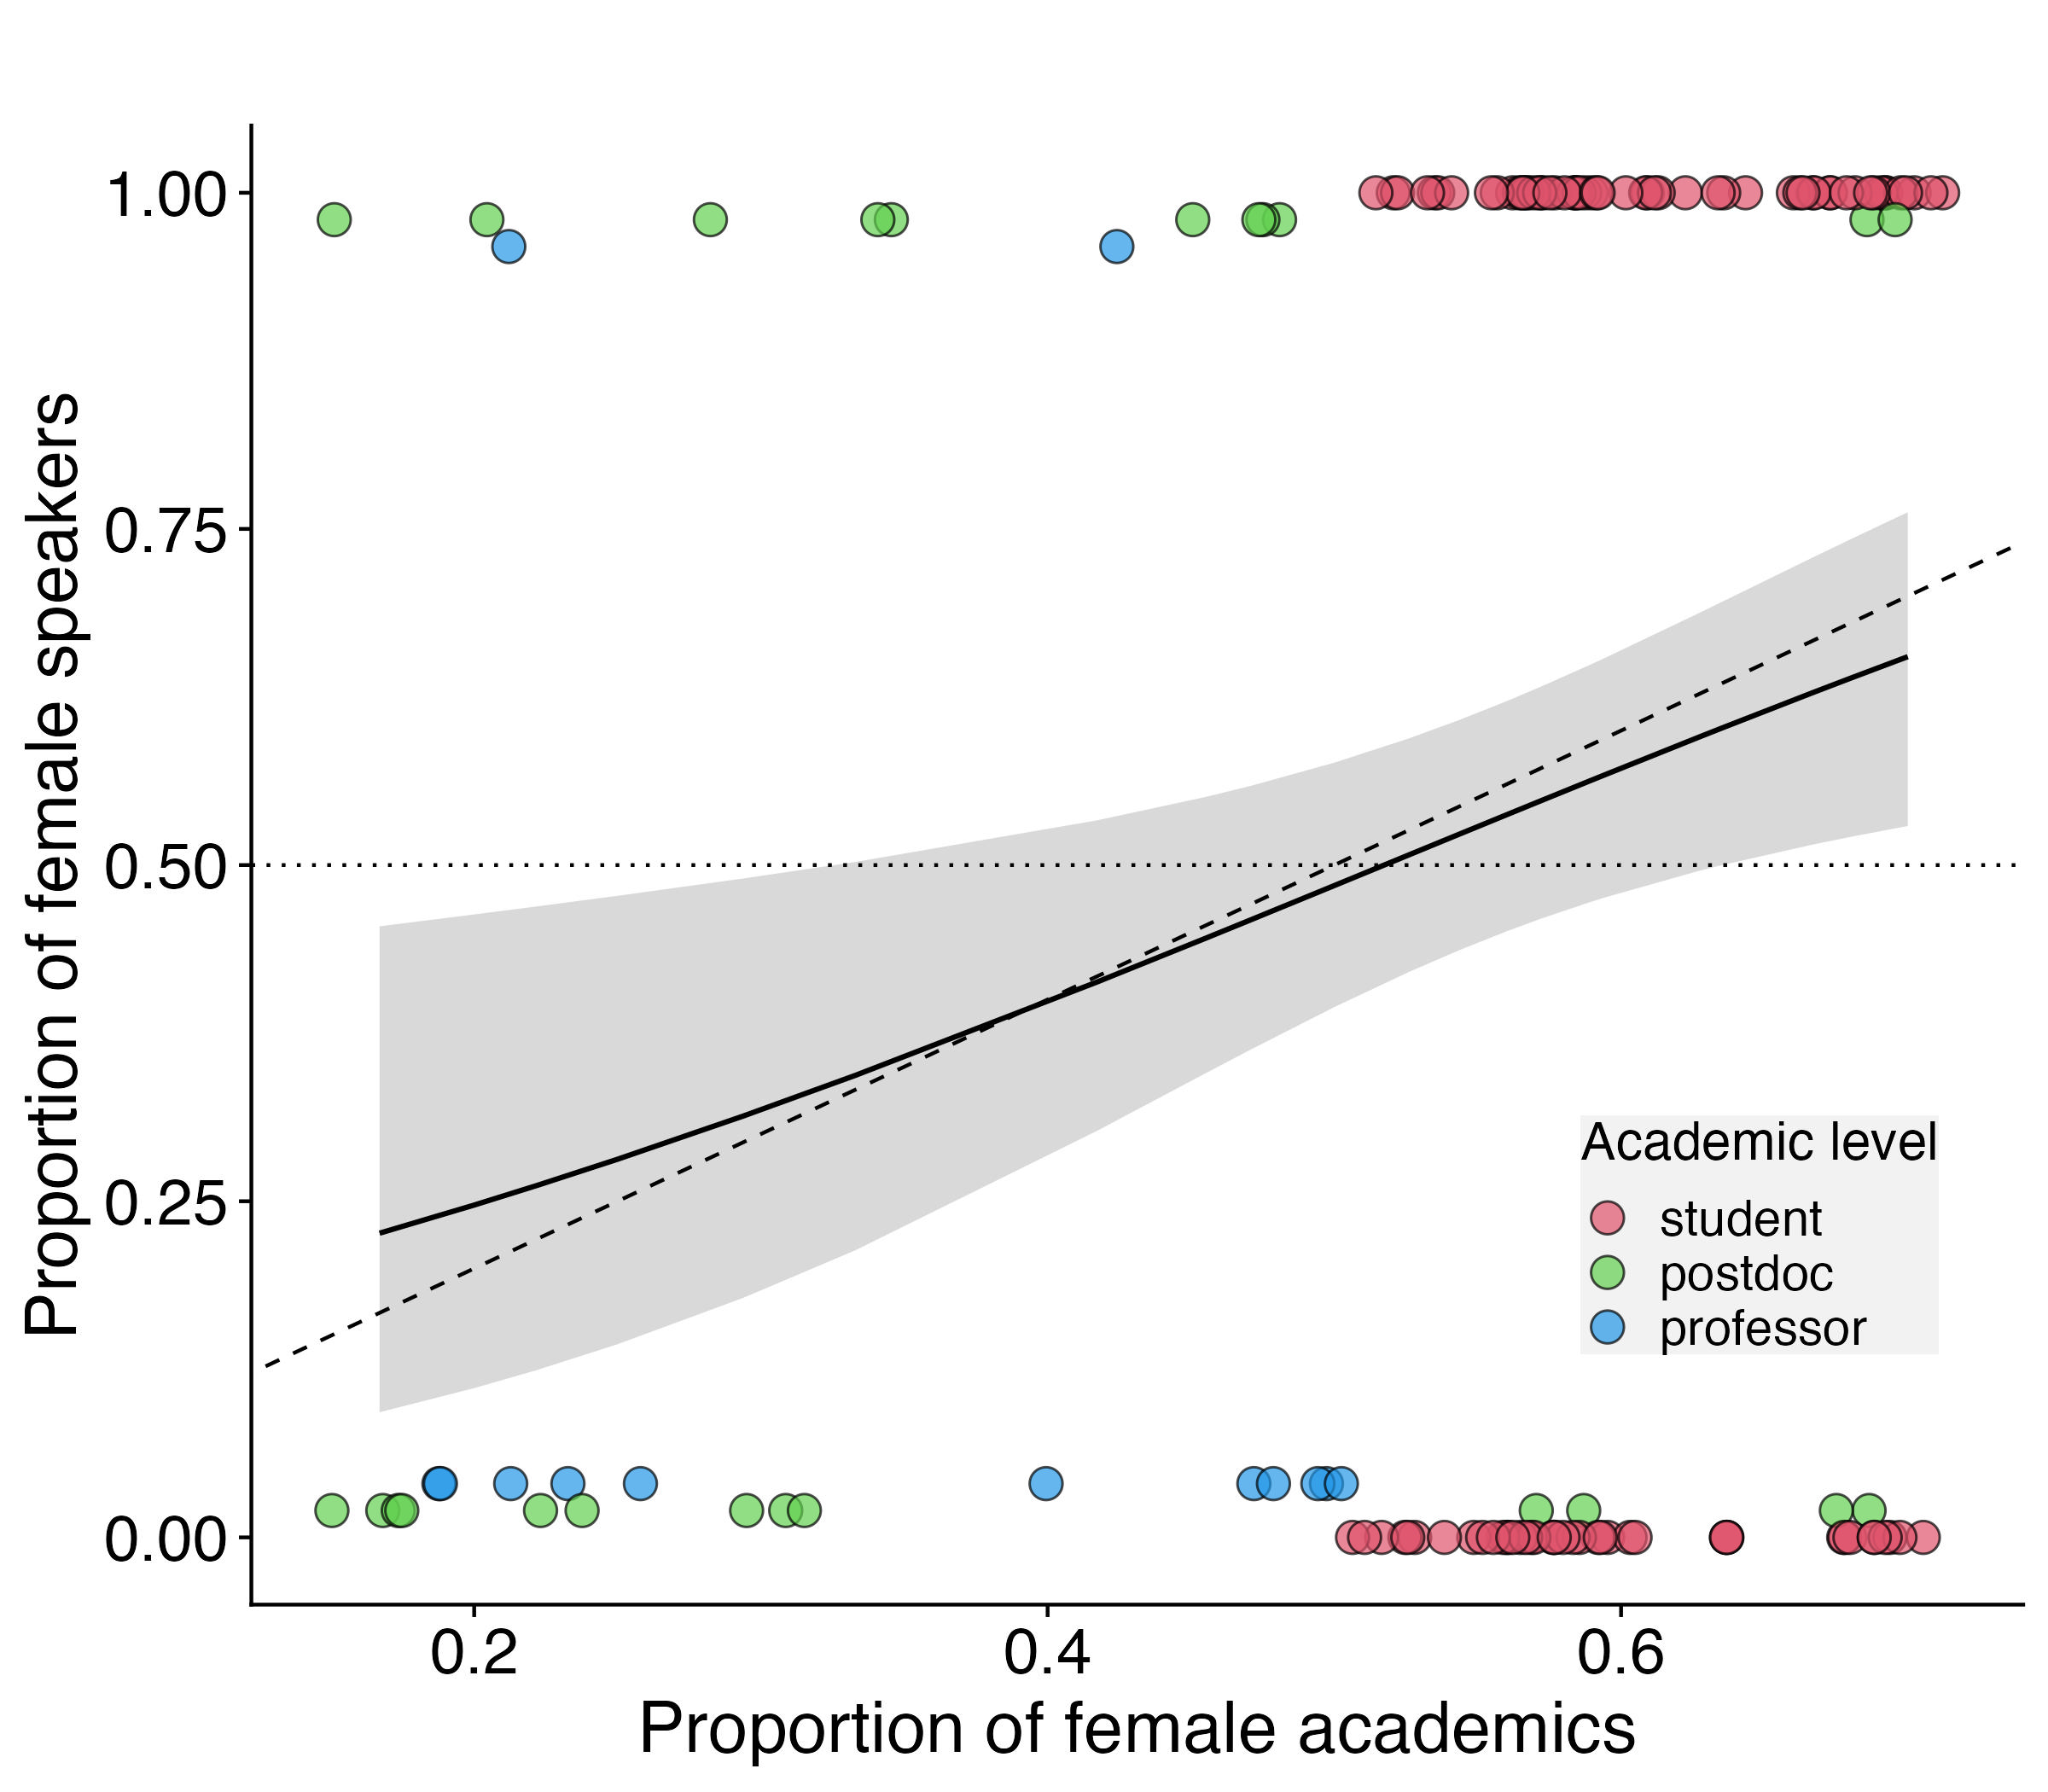 Proportion of female speakers
1.00
0.75
0.50
0.25
0.00
Academic level
student
postdoc
professor
0.2
0.4
0.6
Proportion of female academics